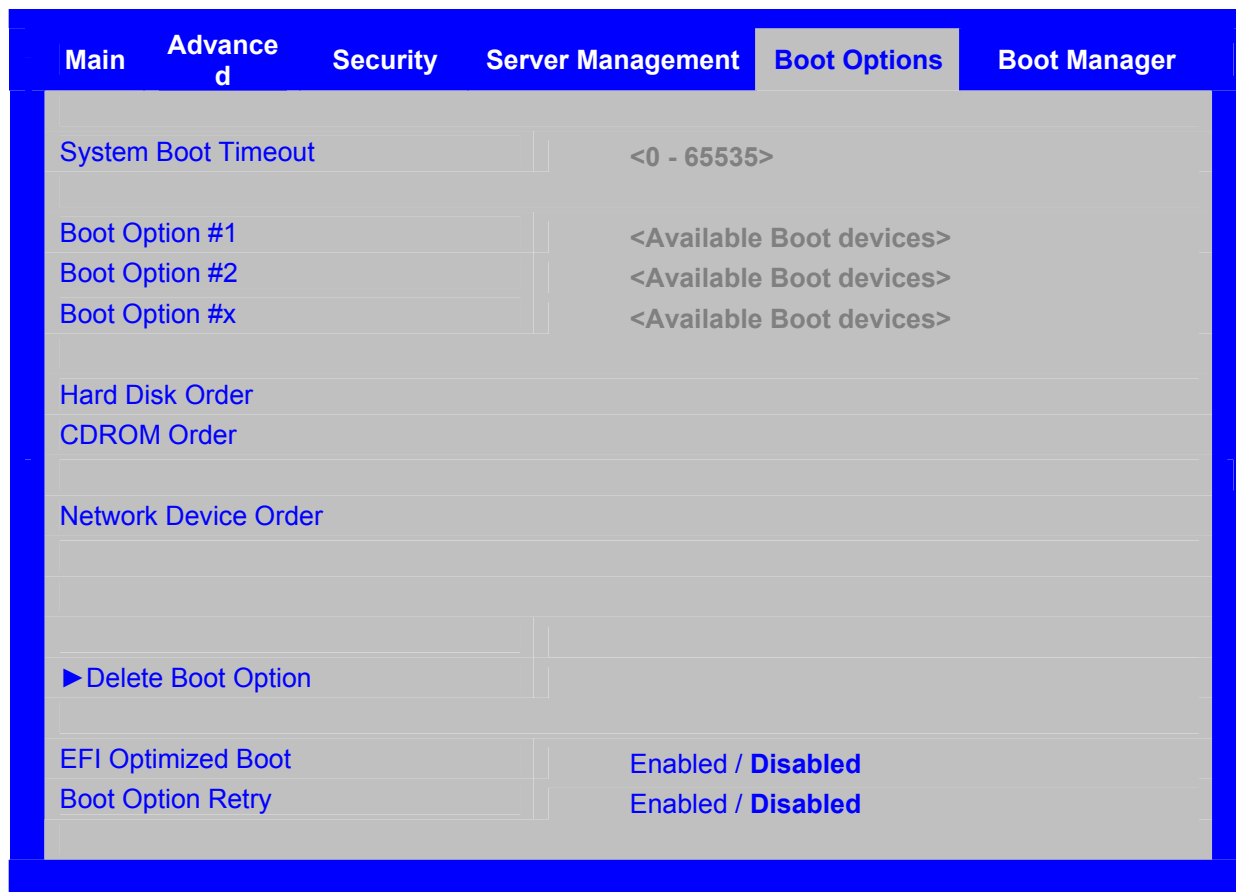 Main Advance
d Security Server Management Boot Options Boot Manager
System Boot Timeout <0 - 65535>
Boot Option #1 <Available Boot devices>
Boot Option #2 <Available Boot devices>
Boot Option #x <Available Boot devices>
Hard Disk Order
CDROM Order
Network Device Order
►Delete Boot Option
EFI Optimized Boot Enabled / Disabled
Boot Option Retry Enabled / Disabled